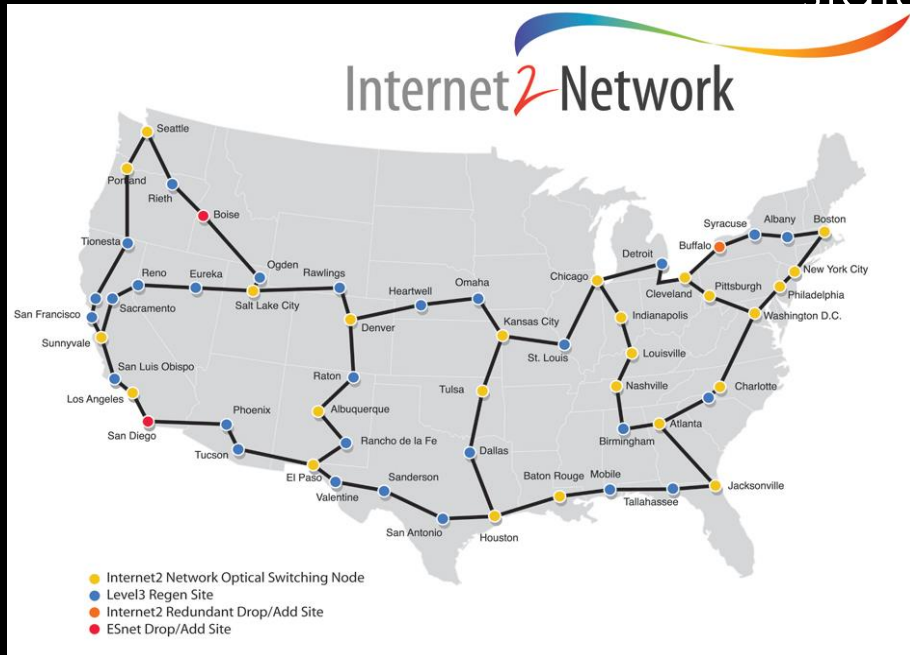 Internet2 Network
Seattle
Portland
Rieth
Boise
Tionesta
Ogden
Reno
Eureka
Rawlings
Sacramento
Salt Lake City
San Francisco
Sunnyvale
San Luis Obispo
Los Angeles
San Diego
Phoenix
Tucson
Denver
Raton
Albuquerque
Rancho de la Fe
El Paso
Valentine
Sanderson
San Antonio
Heartwell
Omaha
Kansas City
St. Louis
Tulsa
Dallas
Houston
Baton Rouge
Mobile
Tallahassee
Jacksonville
Chicago
Detroit
Indianapolis
Louisville
Nashville
Birmingham
Atlanta
Charlotte
Cleveland
Buffalo
Pittsburgh
Syracuse
Albany
Boston
New York City
Philadelphia
Washington D.C.
Internet2 Network Optical Switching Node
Level3 Regen Site
Internet2 Redundant Drop/Add Site
ESnet Drop/Add Site